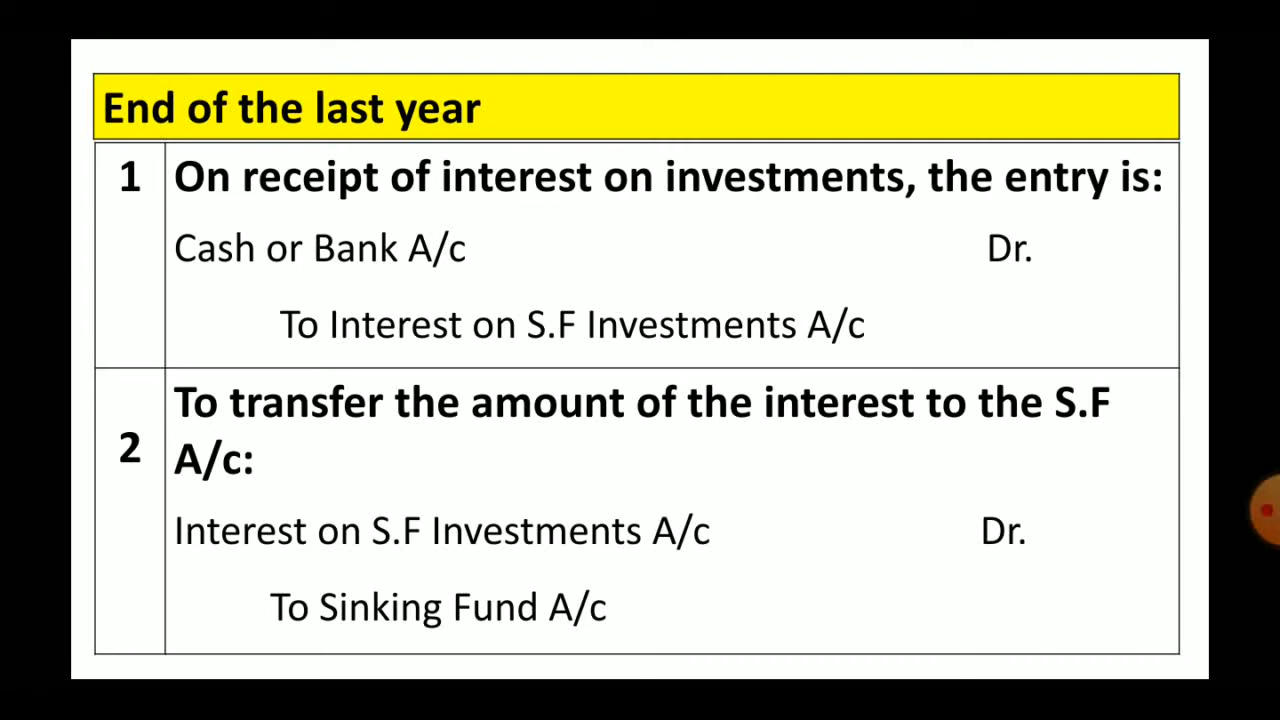 End of the last year
1 On receipt of interest on investments, the entry is:
Cash or Bank A/c Dr.
To Interest on S.F Investments A/c
2 To transfer the amount of the interest to the S.F
A/c:
Interest on S.F Investments A/c Dr.
To Sinking Fund A/c